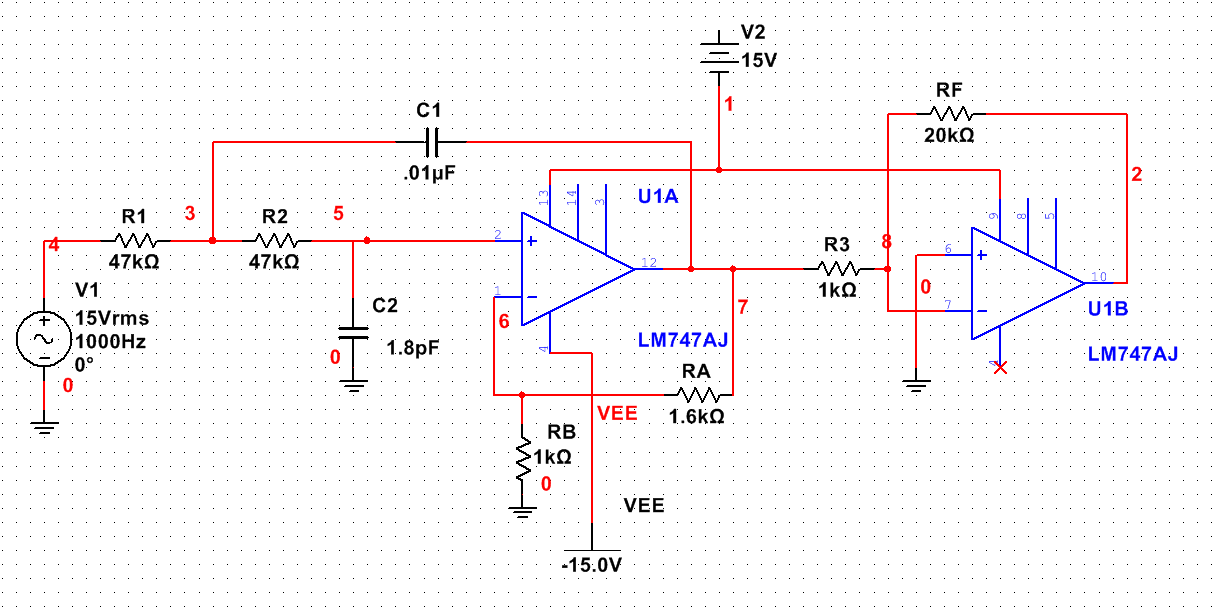 V2
15V
1
RF
20kΩ
2
C1
.01µF
13
14
3
U1A
9
8
5
4
R1
47kΩ
3
R2
47kΩ
5
2
1
12
R3
1kΩ
8
6
7
10
0
U1B
LM747AJ
V1
15Vrms
1000Hz
0°
0
C2
1.8pF
0
6
4
LM747AJ
7
4
RA
1.6kΩ
VEE
RB
1kΩ
0
VEE
-15.0V